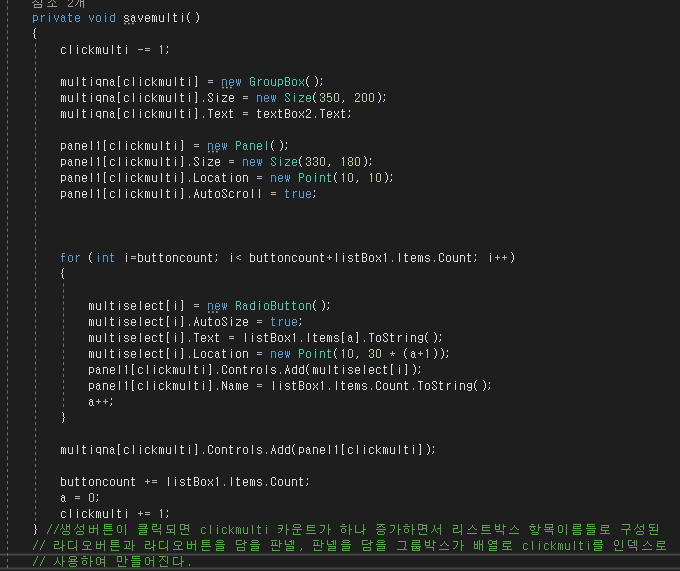 참조 2개
private void savemulti()
{
clickmulti -= 1;
multiqna[clickmulti] = new GroupBox();
multiqna[clickmulti].Size = new Size(350, 200);
multiqna[clickmulti].Text = textBox2.Text;
panel1[clickmulti] = new Panel();
panel1[clickmulti].Size = new Size(330, 180);
panel1[clickmulti].Location = new Point(10, 10);
panel1[clickmulti].AutoScroll = true;
for (int i=buttoncount; i< buttoncount+listBox1.Items.Count; i++)
{
multiselect[i] = new RadioButton();
multiselect[i].AutoSize = true;
multiselect[i].Text = listBox1.Items[a].ToString();
multiselect[i].Location = new Point(10, 30 * (a+1));
panel1[clickmulti].Controls.Add(multiselect[i]);
panel1[clickmulti].Name = listBox1.Items.Count.ToString();
a++;
}
multiqna[clickmulti].Controls.Add(panel1[clickmulti]);
buttoncount += listBox1.Items.Count;
a = 0;
clickmulti += 1;
} //생성버튼이 클릭되면 clickmulti 카운트가 하나 증가하면서 리스트박스 항목이름들로 구성된
// 라디오버튼과 라디오버튼을 담을 판넬, 판넬을 담을 그룹박스가 배열로 clickmulti를 인덱스로
// 사용하여 만들어진다.